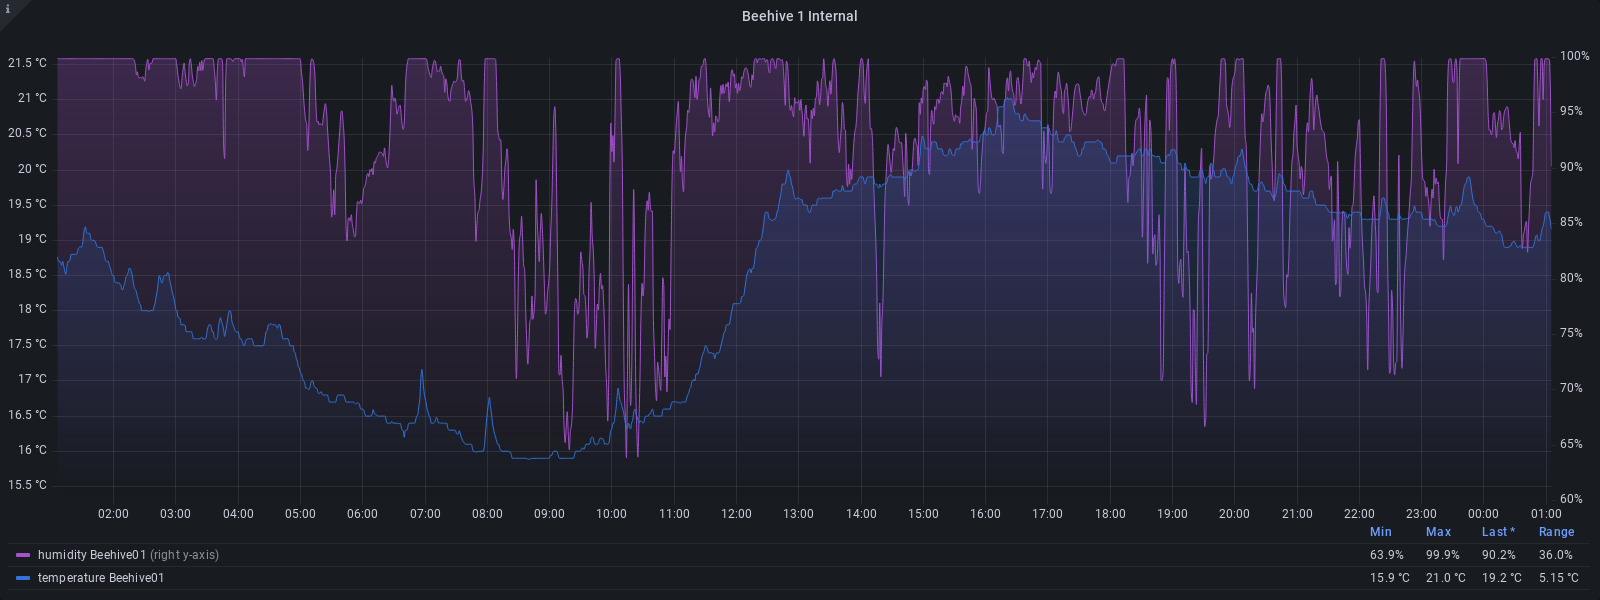 i
Beehive 1 Internal
21.5 °C
21 °C
20.5 °C
20 °C
19.5 °C
19 °C
18.5 °C
18 °C
17.5 °C
17 °C
16.5 °C
16 °C
15.5 °C
100%
95%
90%
85%
80%
75%
70%
65%
60%
02:00 03:00 04:00 05:00 06:00 07:00 08:00 09:00 10:00 11:00 12:00 13:00 14:00 15:00 16:00 17:00 18:00 19:00 20:00 21:00 22:00 23:00 00:00 01:00
Min Max Last * Range
humidity Beehive01 (right y-axis) 63.9% 99.9% 90.2% 36.0%
temperature Beehive01 15.9 °C 21.0 °C 19.2 °C 5.15 °C